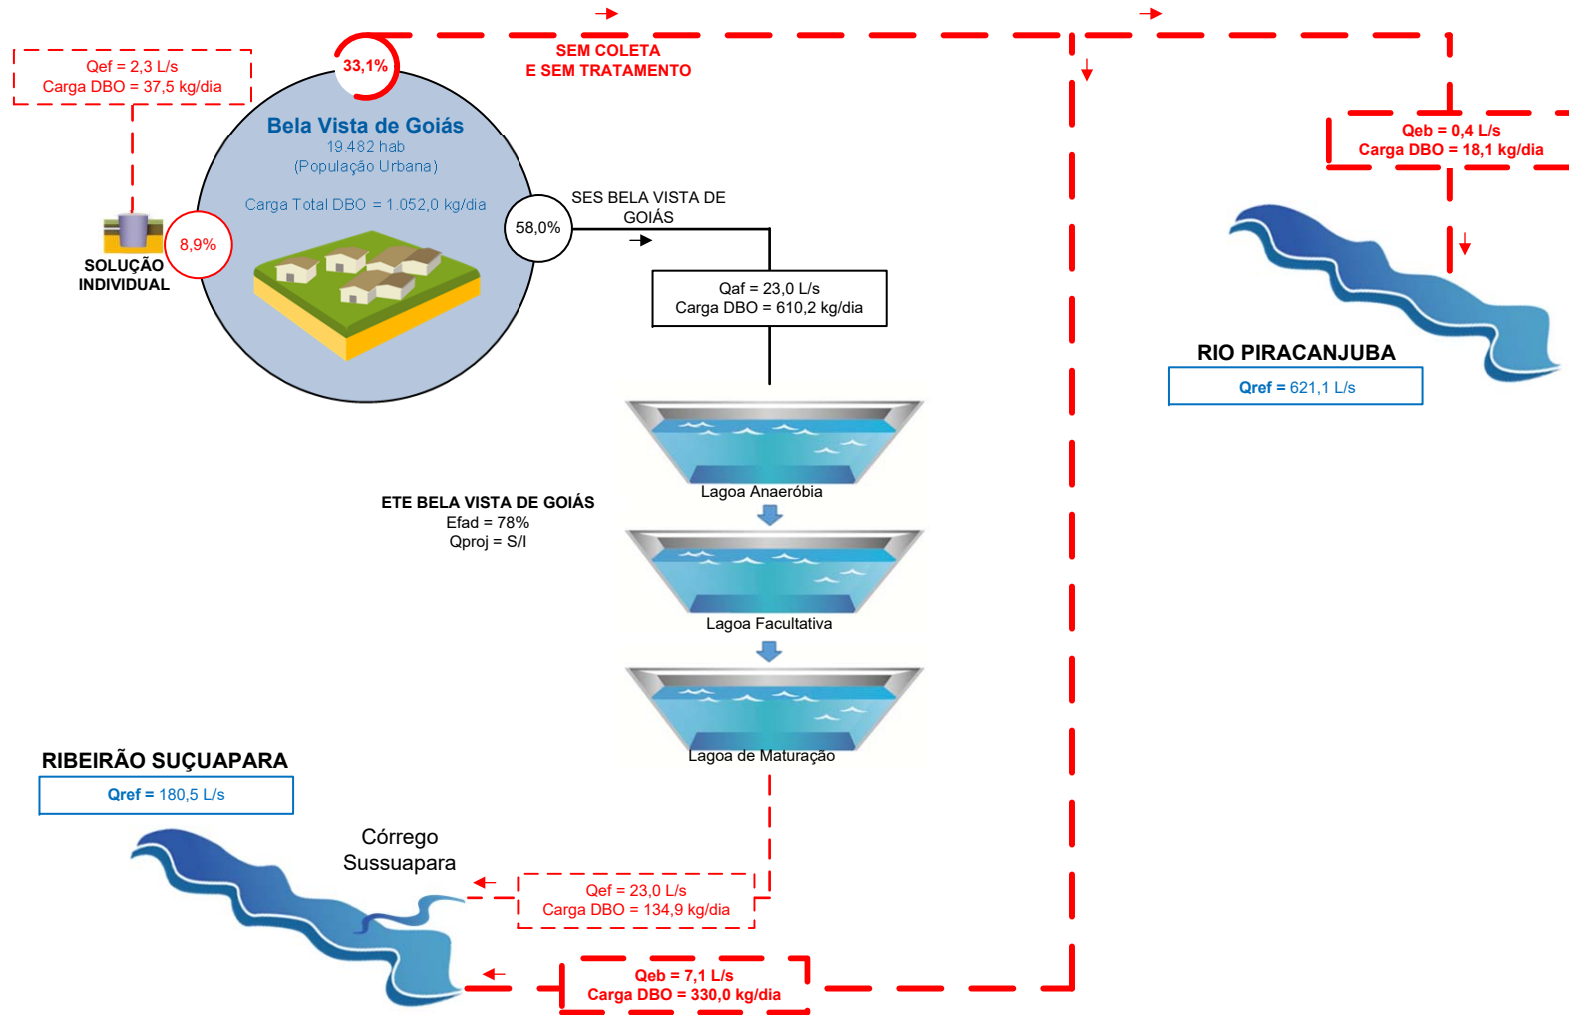 SEM COLETA
E SEM TRATAMENTO
Qef = 2,3 L/s
Carga DBO = 37,5 kg/dia
33,1%
Bela Vista de Goiás
19.482 hab
(População Urbana)
Carga Total DBO = 1.052,0 kg/dia
8,9%
SOLUÇÃO
INDIVIDUAL
58,0%
SES BELA VISTA DE
GOIÁS
Qaf = 23,0 L/s
Carga DBO = 610,2 kg/dia
Qeb = 0,4 L/s
Carga DBO = 18,1 kg/dia
RIO PIRACANJUBA
Qref = 621,1 L/s
Lagoa Anaeróbia
ETE BELA VISTA DE GOIÁS
Efad = 78%
Qproj = S/I
Lagoa Facultativa
Lagoa de Maturação
RIBEIRÃO SUÇUAPARA
Qref = 180,5 L/s
Córrego
Sussuapara
Qef = 23,0 L/s
Carga DBO = 134,9 kg/dia
Qeb = 7,1 L/s
Carga DBO = 330,0 kg/dia